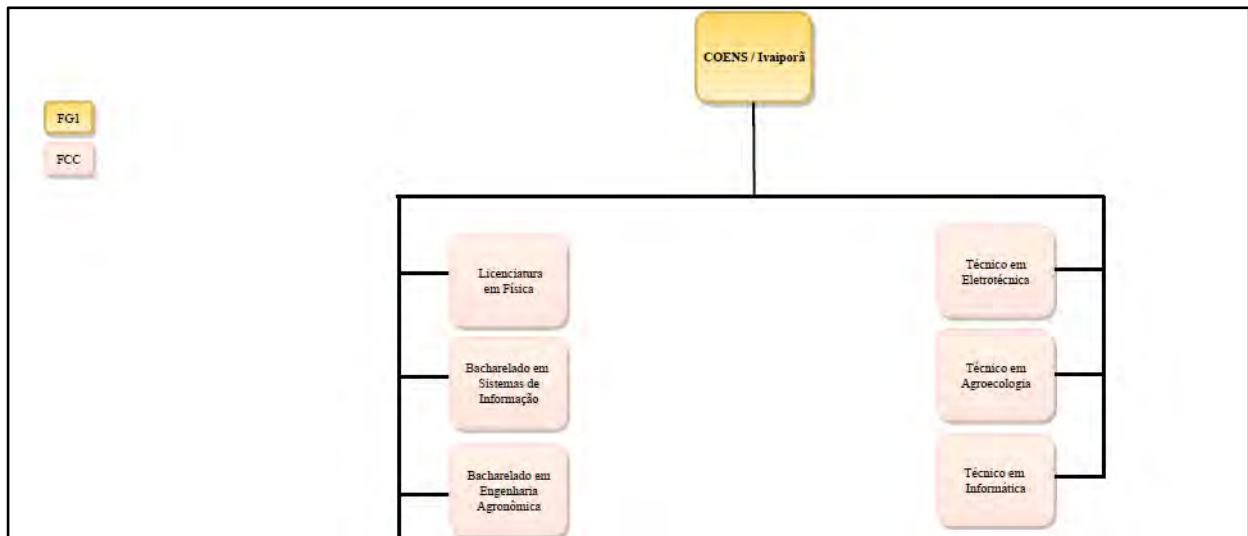 COENS / Ivaiporã
FG1
FCC
Licenciatura
em Física
Bacharelado em
Sistemas de
Informação
Bacharelado em
Engenharia
Agronômica
Técnico em
Eletrotécnica
Técnico em
Agroecologia
Técnico em
Informática